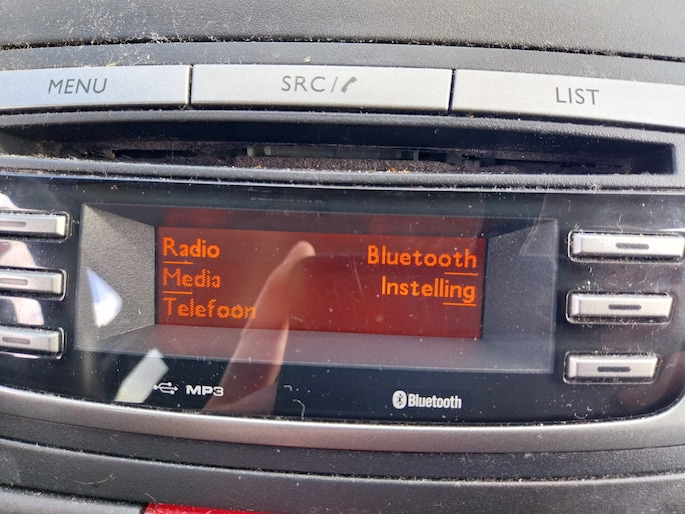 MENU SRC/ LIST
Radio Bluetooth
Media Instelling
Telefoon
MP3 Bluetooth